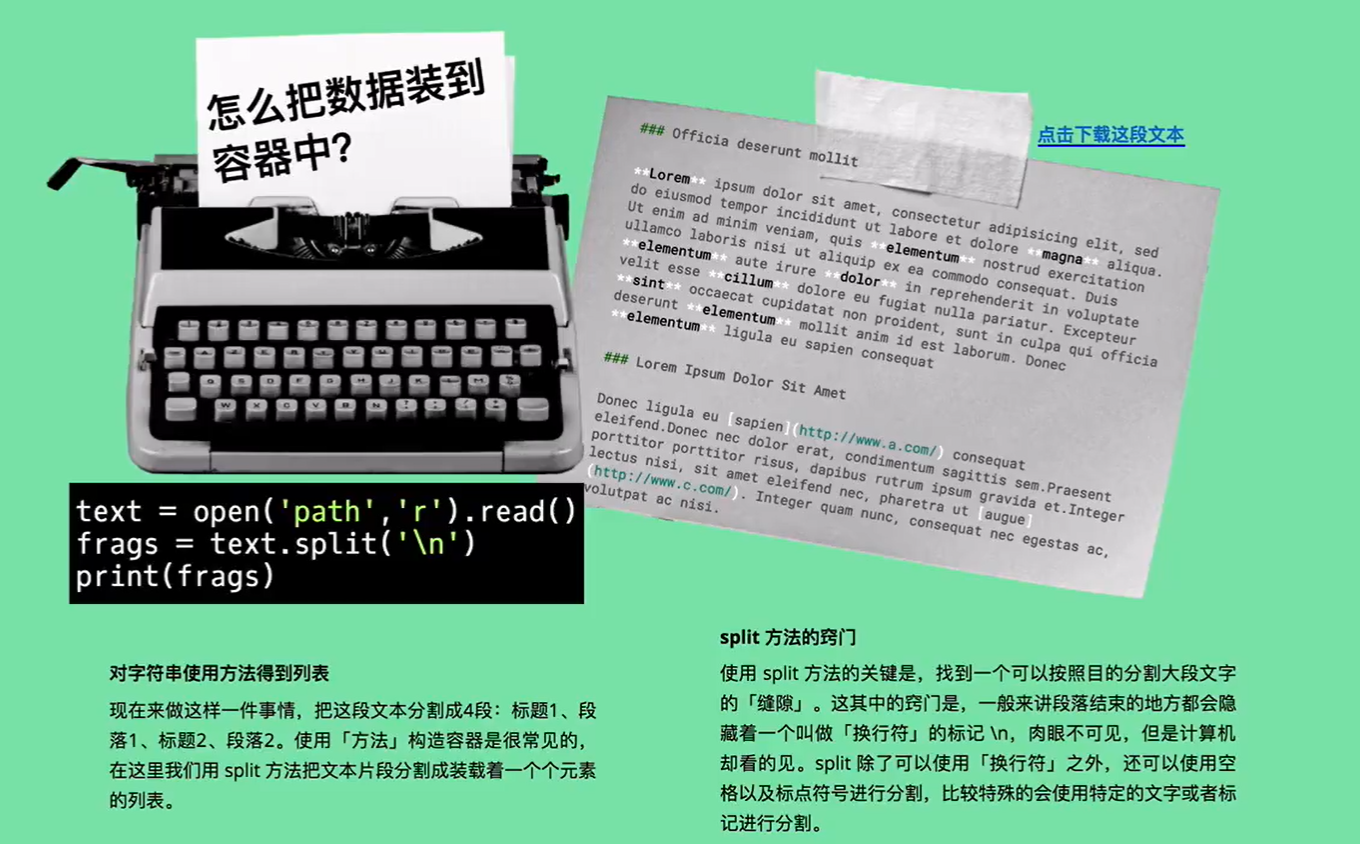 怎么把数据装到
容器中?
点击下载这段文本
### Officia deserunt mollit
**Lorem** ipsum dolor sit amet, consectetur adipisicing elit, sed
do eiusmod tempor incididunt ut labore et dolore **magna** aliqua.
Ut enim ad minim veniam, quis **elementum** nostrud exercitation
ullamco laboris nisi ut aliquip ex ea commodo consequat. Duis
**elementum** aute irure **dolor** in reprehenderit in voluptate
velit esse **cillum** dolore eu fugiat nulla pariatur. Excepteur
**sint** occaecat cupidatat non proident, sunt in culpa qui officia
deserunt **elementum** mollit anim id est laborum. Donec
**elementum** ligula eu sapien consequat
### Lorem Ipsum Dolor Sit Amet
Donec ligula eu [sapien](http://www.a.com/) consequat
eleifend.Donec nec dolor erat, condimentum sagittis sem.Praesent
porttitor porttitor risus, dapibus rutrum ipsum gravida et.Integer
lectus nisi, sit amet eleifend nec, pharetra ut [augue]
(http://www.c.com/). Integer quam nunc, consequat nec egestas ac,
volutpat ac nisi.
text = open('path','r').read()
frags = text.split('\n')
print(frags)
对字符串使用方法得到列表
现在来做这样一件事情，把这段文本分割成4段：标题1、段
落1、标题2、段落2。使用「方法」构造容器是很常见的，
在这里我们用 split 方法把文本片段分割成装载着一个个元素
的列表。
split 方法的窍门
使用 split 方法的关键是，找到一个可以按照目的分割大段文字
的「缝隙」。这其中的窍门是，一般来讲段落结束的地方都会隐
藏着一个叫做「换行符」的标记 \n，肉眼不可见，但是计算机
却看的见。split 除了可以使用「换行符」之外，还可以使用空
格以及标点符号进行分割，比较特殊的会使用特定的文字或者标
记进行分割。